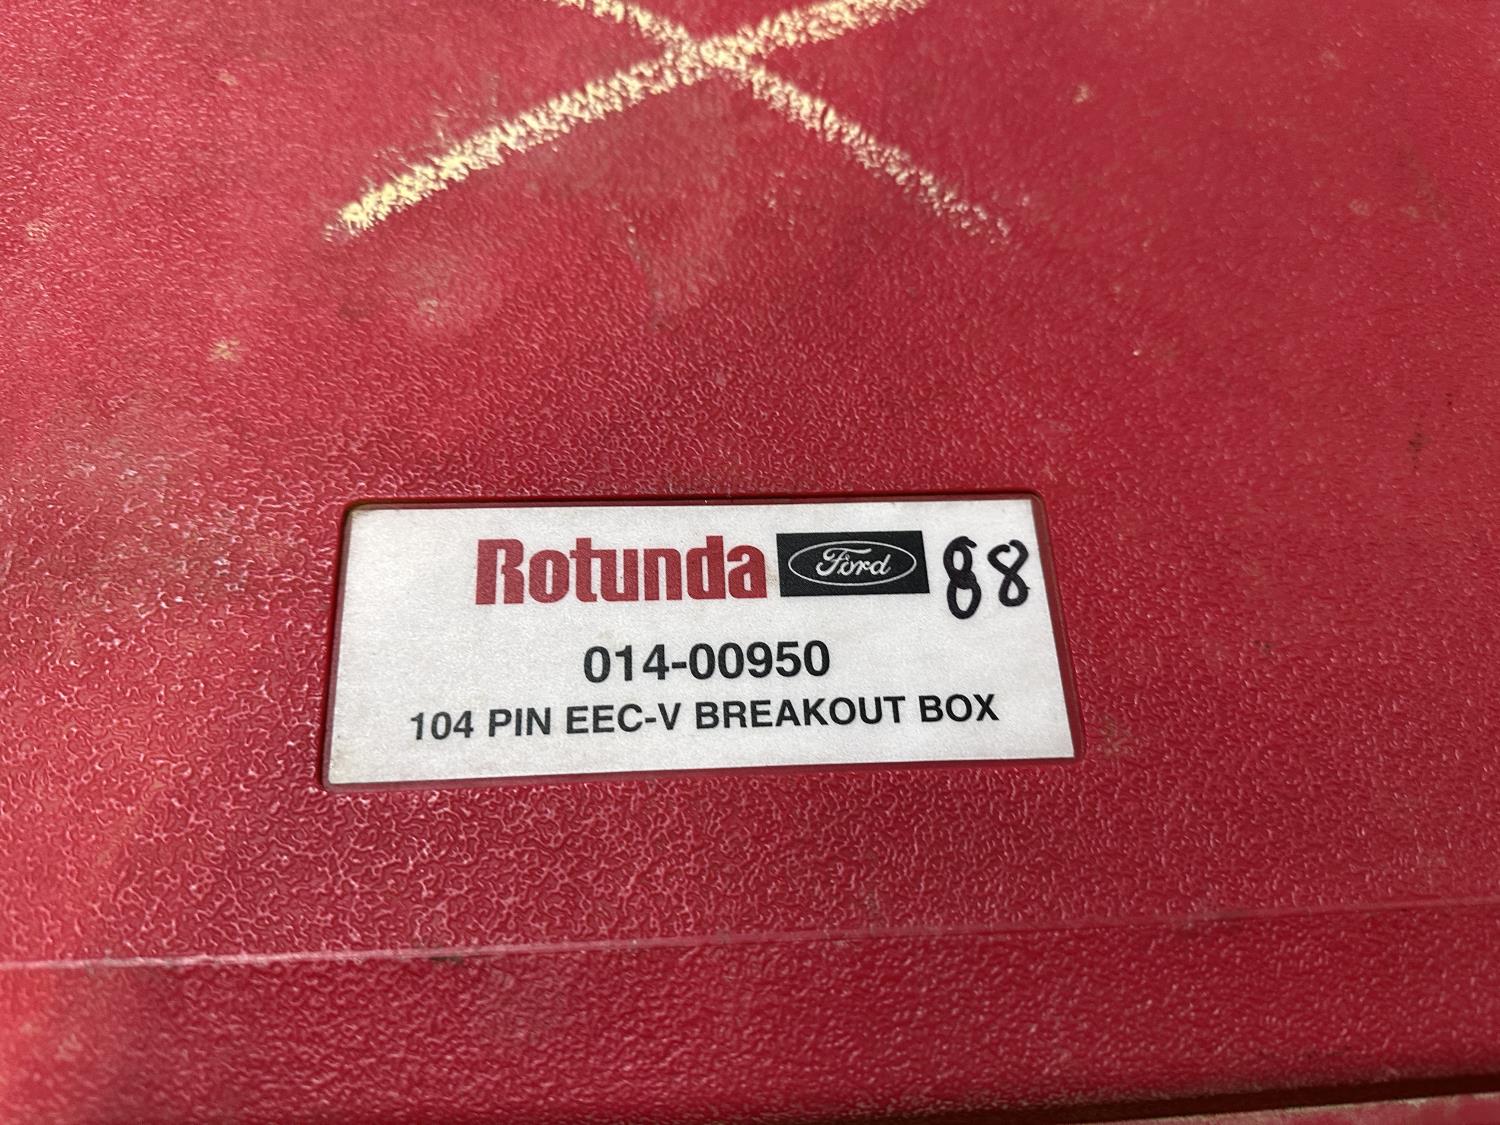 Rotunda Ford 88
014-00950
104 PIN EEC-V BREAKOUT BOX